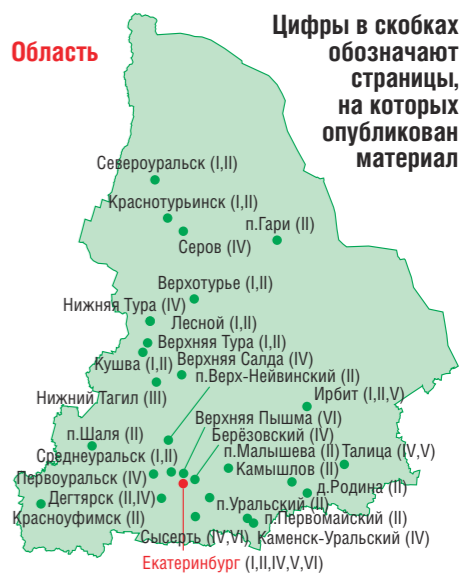 Область
Цифры в скобках
обозначают
страницы,
на которых
опубликован
материал
Североуральск (I,II)
Краснотурьинск (I,II)
п.Гари (II)
Серов (IV)
Верхотурье (I,II)
Нижняя Тура (IV)
Лесной (I,II)
Верхняя Тура (I,II)
Кушва (I,II)
Верхняя Салда (IV)
п.Верх-Нейвинский (II)
Нижний Тагил (III)
Ирбит (I,II,V)
Верхняя Пышма (VI)
п.Шаля (II)
Берёзовский (IV)
Среднеуральск (I,II)
п.Малышева (II)
Талица (IV,V)
Первоуральск (IV)
Камышлов (II)
Дегтярск (II,IV)
д.Родина (II)
п.Уральский (II)
Красноуфимск (II)
п.Первомайский (II)
Сысерть (IV,VI)
Каменск-Уральский (IV)
Екатеринбург (I,II,IV,V,VI)